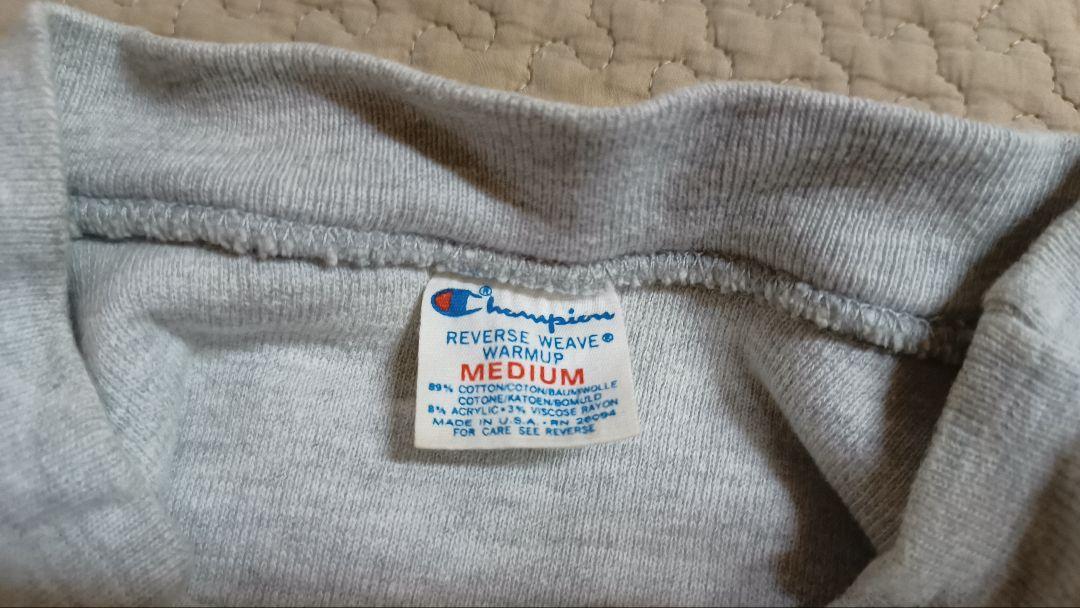 Champion®
REVERSE WEAVE®
WARMUP
MEDIUM
89% COTTON/COTON/BAUMWOLLE
COTONE/KATOEN/BOMULD
8% ACRYLIC • 3% VISCOSE RAYON
MADE IN U.S.A. • RN 26094
FOR CARE SEE REVERSE